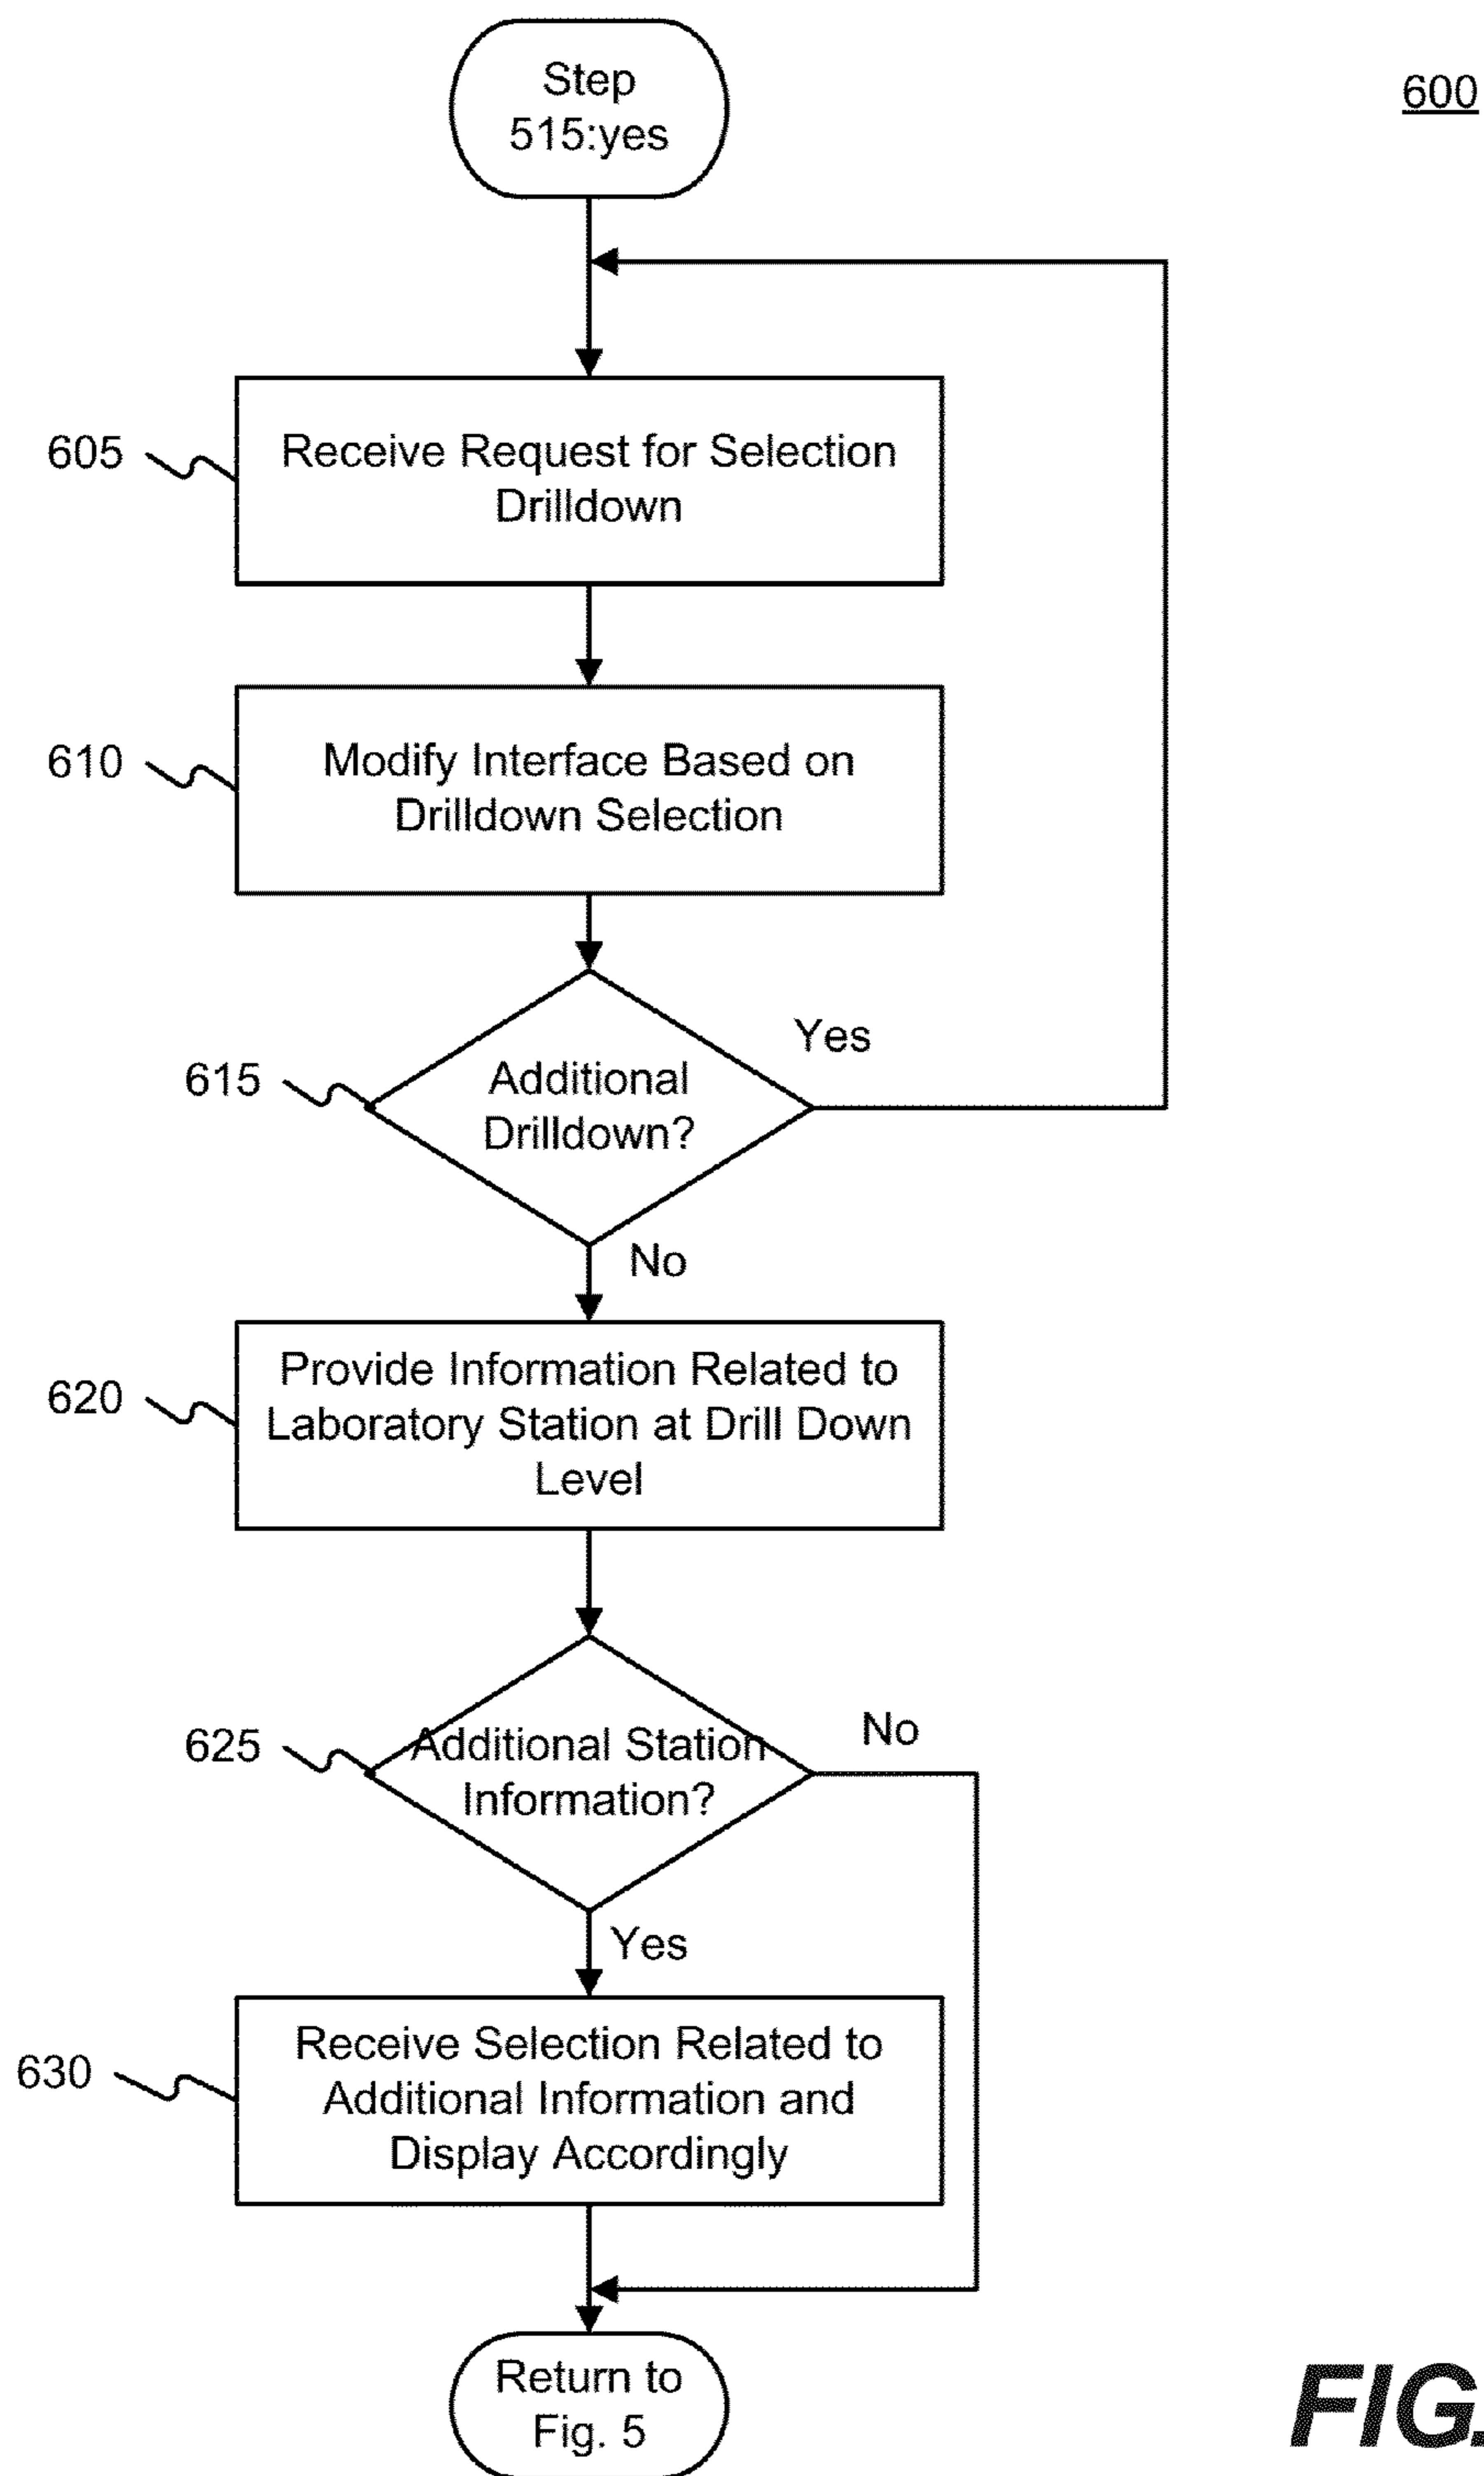 Step
515:yes
600
605
Receive Request for Selection
Drilldown
610
Modify Interface Based on
Drilldown Selection
Yes
615
Additional
Drilldown?
No
620
Provide Information Related to
Laboratory Station at Drill Down
Level
No
625
Additional Station
Information?
Yes
630
Receive Selection Related to
Additional Information and
Display Accordingly
Return to
Fig. 5
FIG.